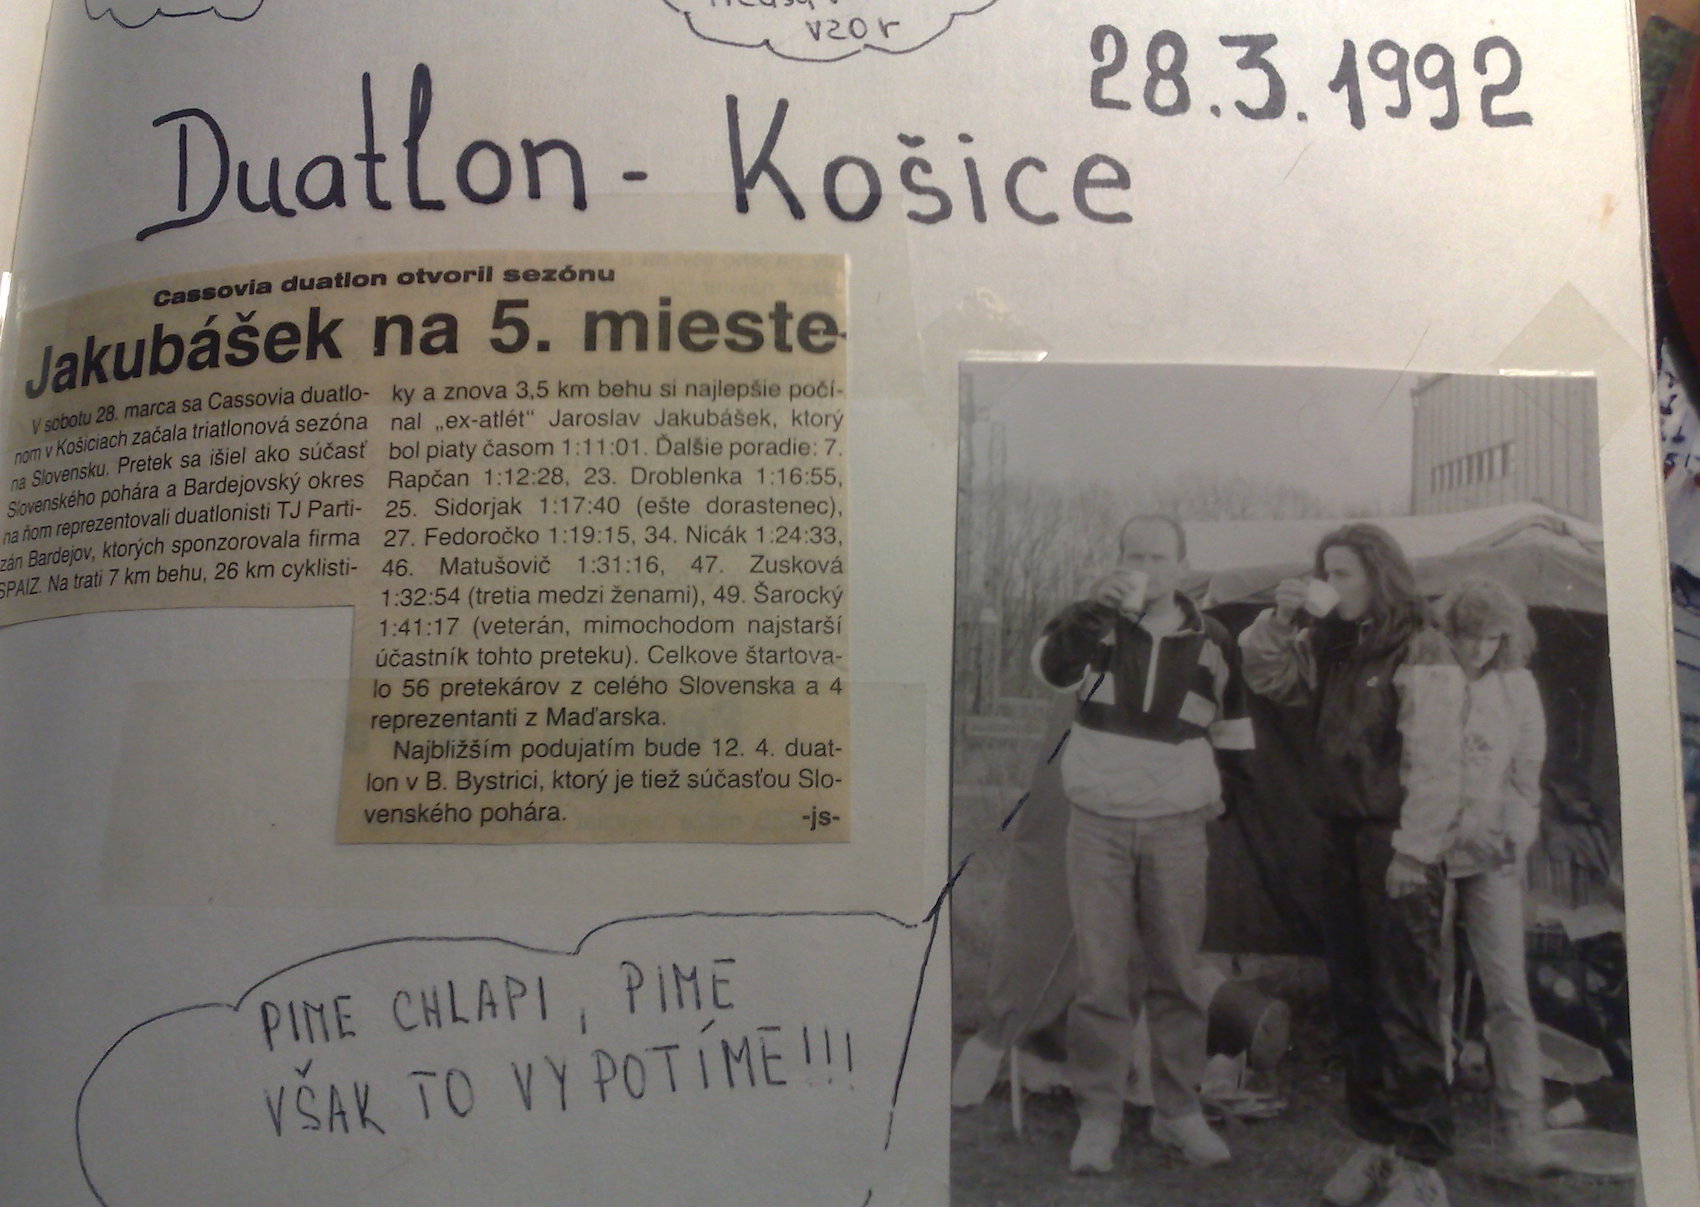 vzor
28.3.1992
Duatlon - Košice
Cassovia duatlon otvoril sezónu
Jakubášek na 5. mieste
V sobotu 28. marca sa Cassovia duatlo-
nom v Košiciach začala triatlonová sezóna
na Slovensku. Pretek sa išiel ako súčasť
Slovenského pohára a Bardejovský okres
na ňom reprezentovali duatlonisti TJ Parti-
zán Bardejov, ktorých sponzorovala firma
SPAIZ. Na trati 7 km behu, 26 km cyklisti-
ky a znova 3,5 km behu si najlepšie počí-
nal „ex-atlét“ Jaroslav Jakubášek, ktorý
bol piaty časom 1:11:01. Ďalšie poradie: 7.
Rapčan 1:12:28, 23. Droblenka 1:16:55,
25. Sidorjak 1:17:40 (ešte dorastenec),
27. Fedoročko 1:19:15, 34. Nicák 1:24:33,
46. Matušovič 1:31:16, 47. Zusková
1:32:54 (tretia medzi ženami), 49. Šarocký
1:41:17 (veterán, mimochodom najstarší
účastník tohto preteku). Celkove štartova-
lo 56 pretekárov z celého Slovenska a 4
reprezentanti z Maďarska.
Najbližším podujatím bude 12. 4. duat-
lon v B. Bystrici, ktorý je tiež súčasťou Slo-
venského pohára.
-js-
PIME CHLAPI, PIME
VŠAK TO VYPOTÍME!!!